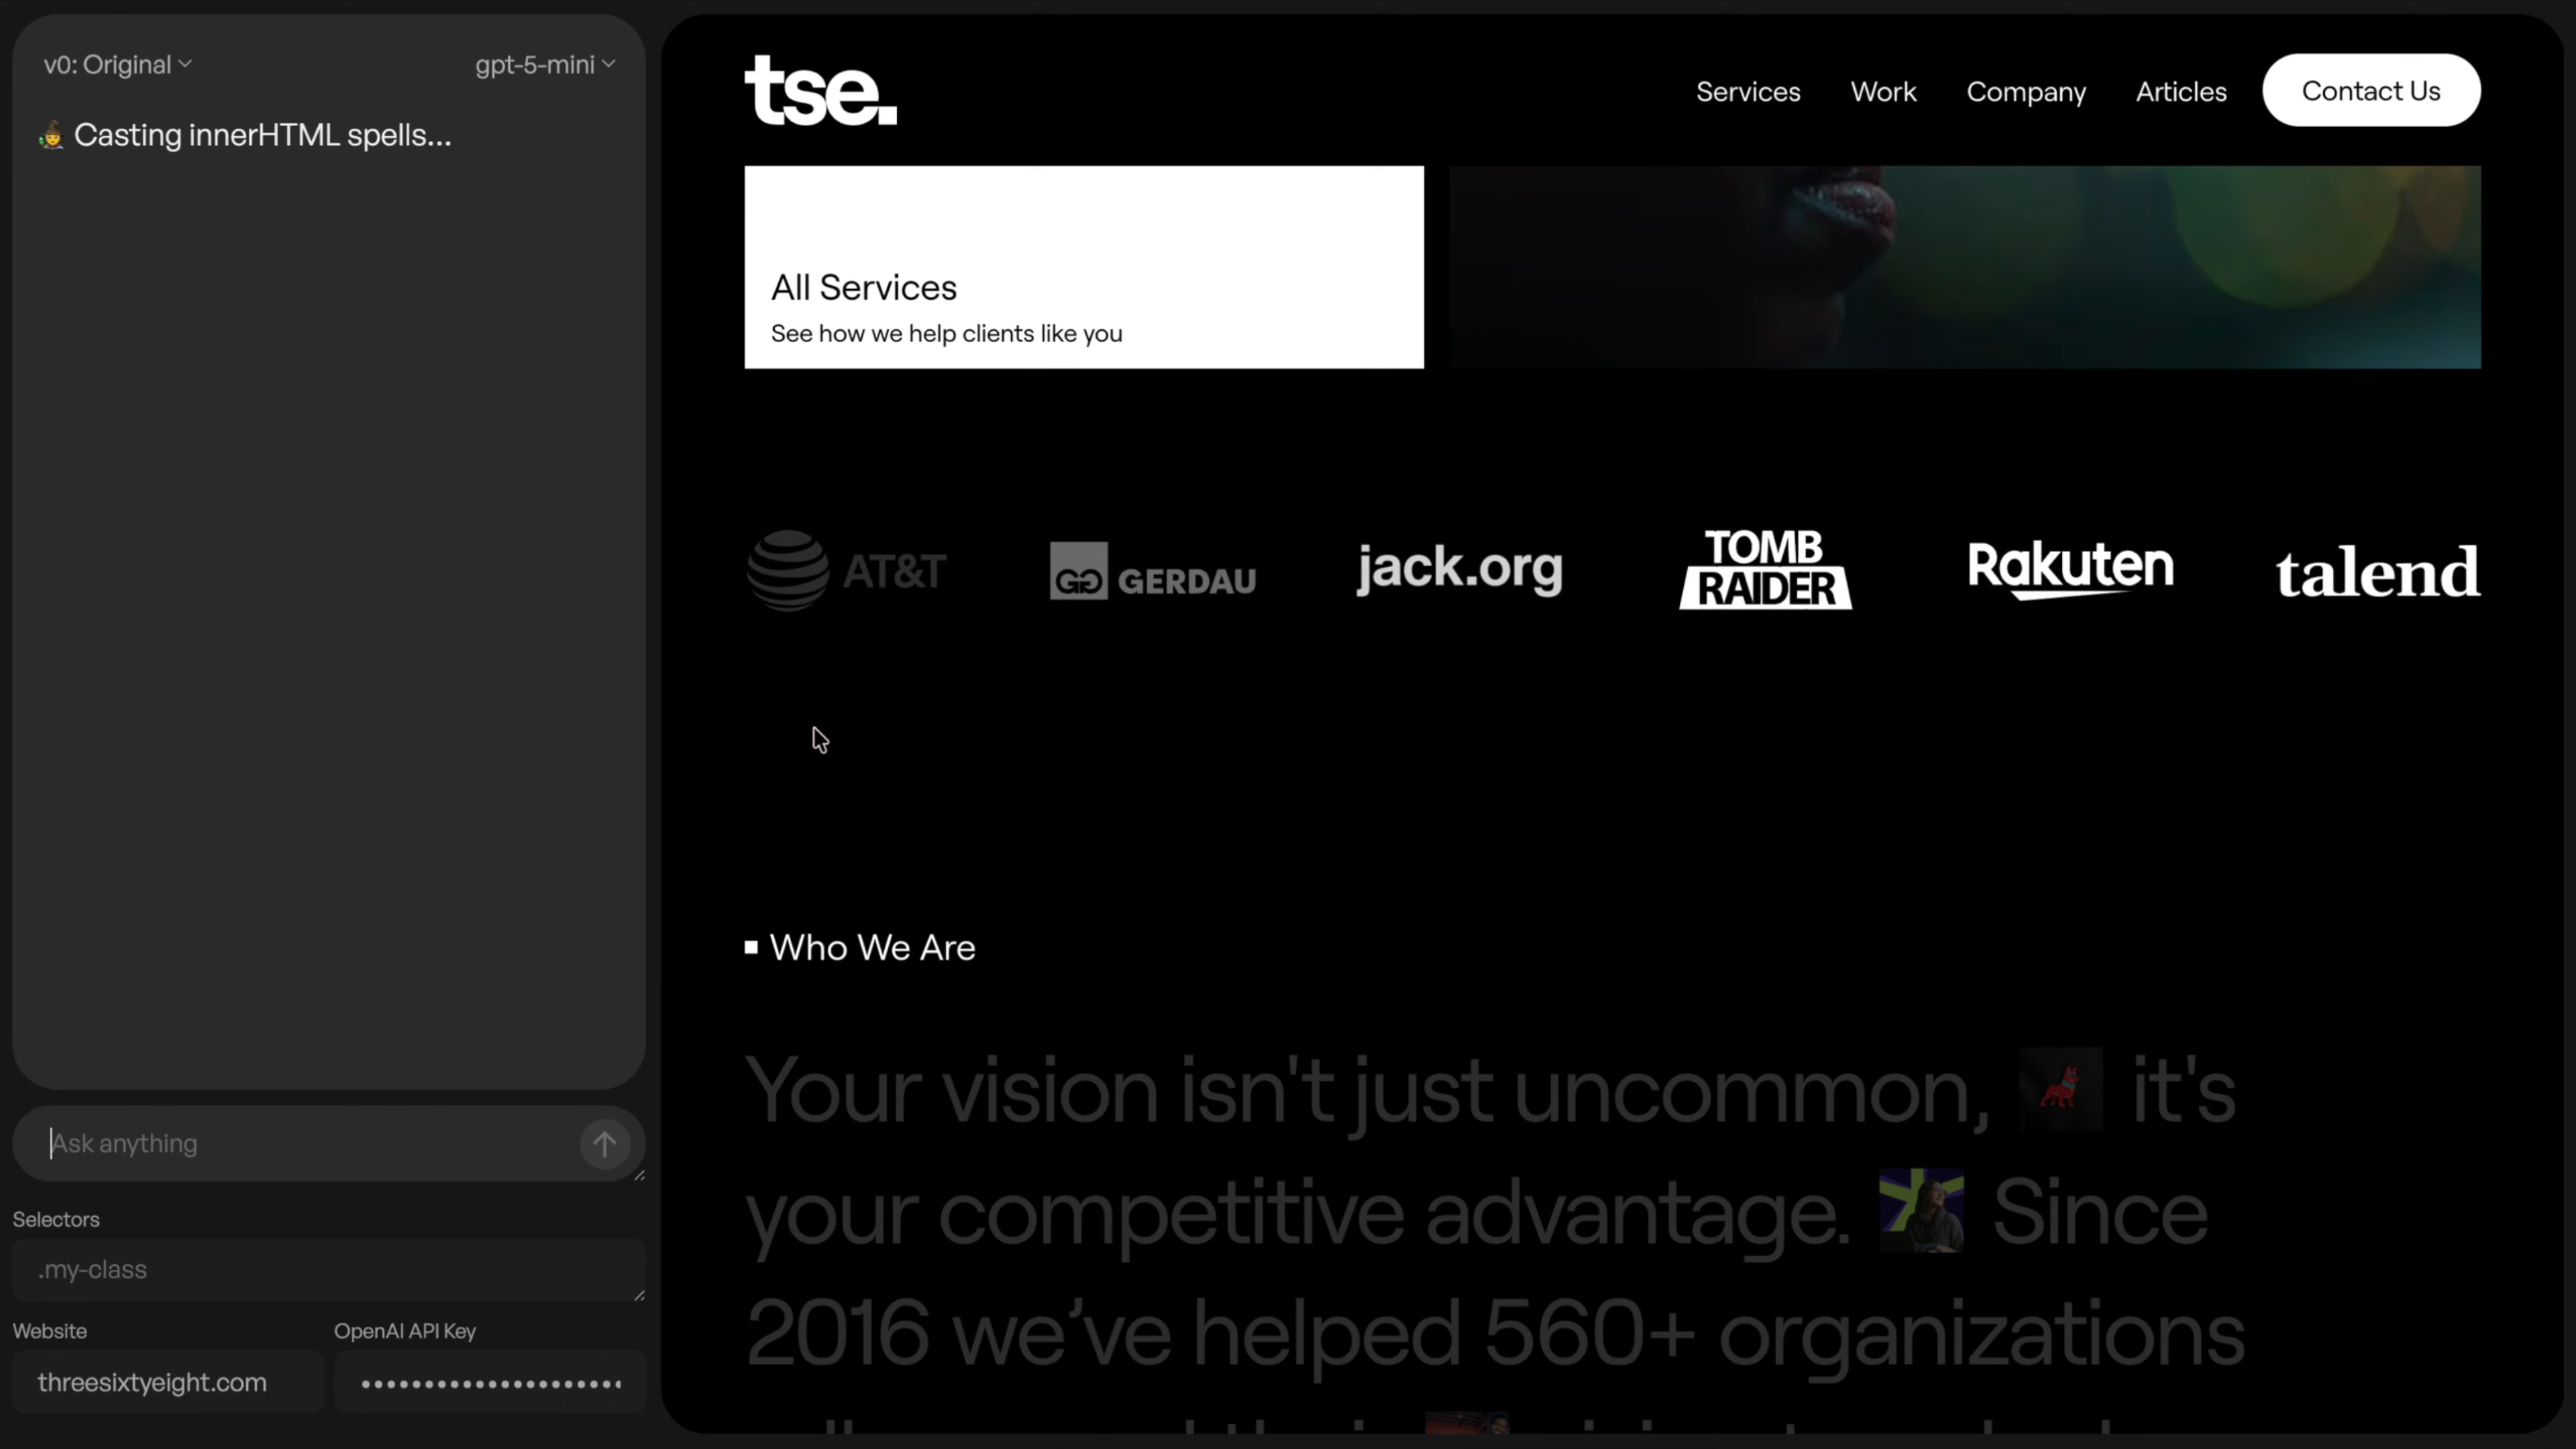 v0: Original
gpt-5-mini
Casting innerHTML spells...
Ask anything
Selectors
.my-class
Website
OpenAI API Key
threesixtyeight.com
tse.
Services
Work
Company
Articles
Contact Us
All Services
See how we help clients like you
AT&T
GERDAU
jack.org
TOMB
RAIDER
Rakuten
talend
Who We Are
Your vision isn't just uncommon, it's
your competitive advantage. Since
2016 we’ve helped 560+ organizations